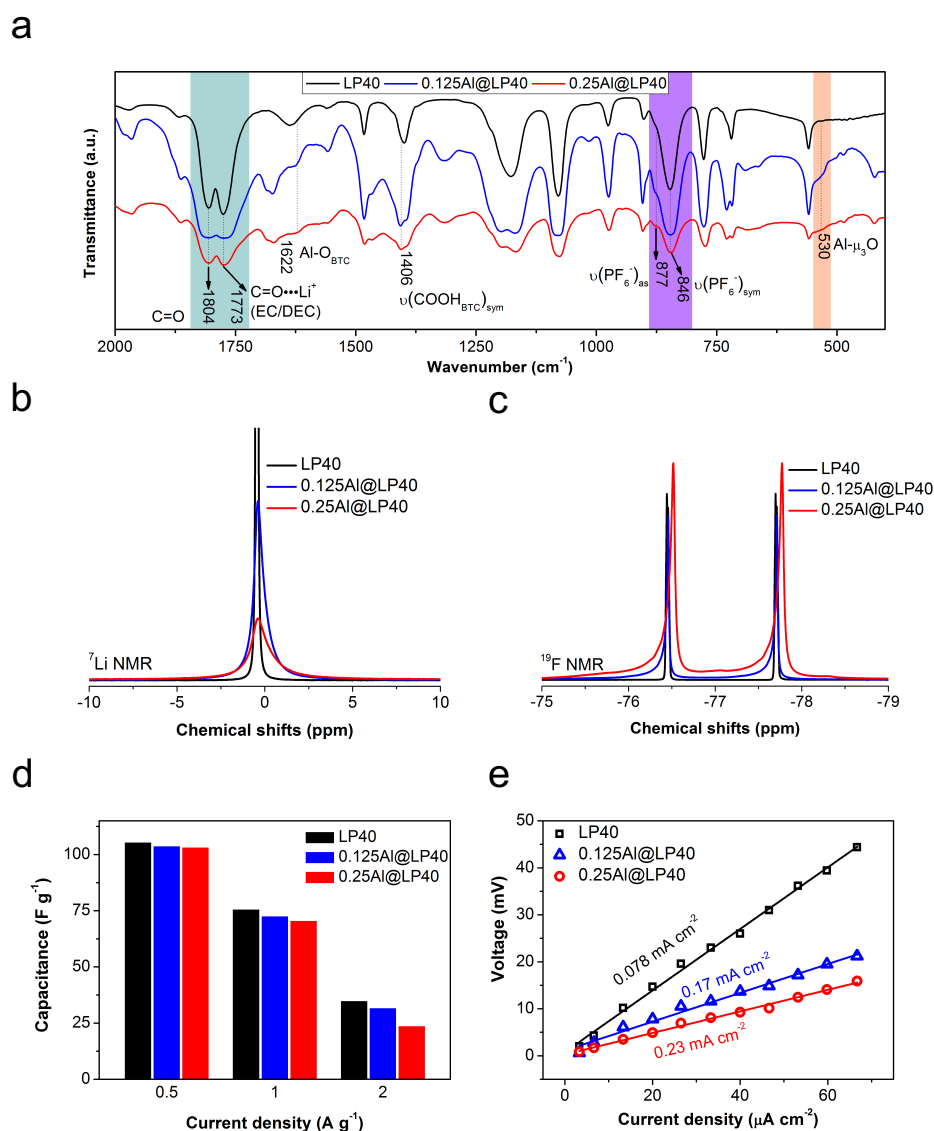 a
LP40 0.125Al@LP40 0.25Al@LP40
Transmittance (a.u.)
C=O
1804
1773
C=O•••Li⁺
(EC/DEC)
1622
Al-O_BTC
1406
υ(COOH_BTC)_sym
υ(PF₆⁻)_as
877
846
υ(PF₆⁻)_sym
530
Al-μ₃O
2000 1750 1500 1250 1000 750 500
Wavenumber (cm⁻¹)
b
LP40
0.125Al@LP40
0.25Al@LP40
⁷Li NMR
-10 -5 0 5 10
Chemical shifts (ppm)
c
LP40
0.125Al@LP40
0.25Al@LP40
¹⁹F NMR
-75 -76 -77 -78 -79
Chemical shifts (ppm)
d
LP40
0.125Al@LP40
0.25Al@LP40
Capacitance (F g⁻¹)
100
75
50
25
0
0.5 1 2
Current density (A g⁻¹)
e
LP40
0.125Al@LP40
0.25Al@LP40
Voltage (mV)
50
40
30
20
10
0
0.078 mA cm⁻²
0.17 mA cm⁻²
0.23 mA cm⁻²
0 20 40 60
Current density (μA cm⁻²)